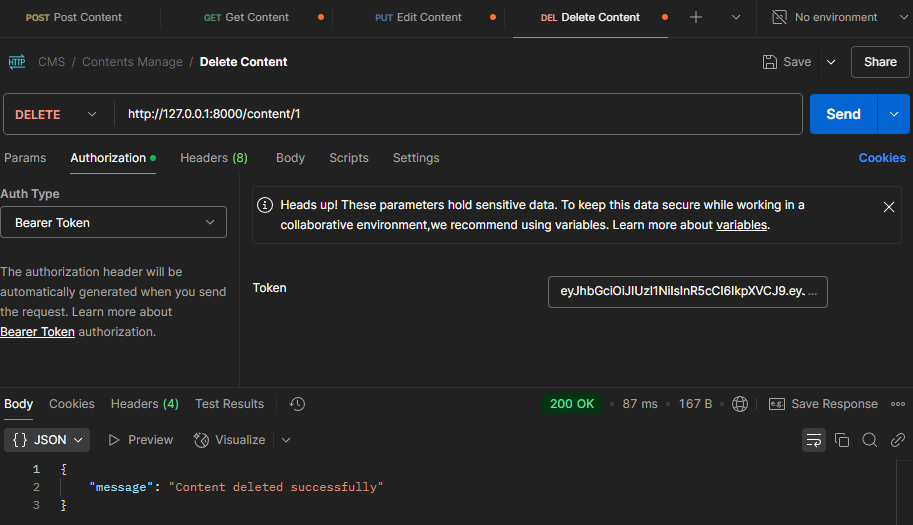 POST Post Content
GET Get Content
PUT Edit Content
DEL Delete Content
No environment
HTTP CMS / Contents Manage / Delete Content
Save
Share
DELETE http://127.0.0.1:8000/content/1
Send
Params Authorization Headers (8) Body Scripts Settings
Cookies
Auth Type
Bearer Token
The authorization header will be
automatically generated when you send
the request. Learn more about
Bearer Token authorization.
Heads up! These parameters hold sensitive data. To keep this data secure while working in a
collaborative environment,we recommend using variables. Learn more about variables.
Token
eyJhbGciOiJIUzI1NiIsInR5cCI6IkpXVCJ9.eyJ...
Body Cookies Headers (4) Test Results
200 OK • 87 ms • 167 B
e.g. Save Response
{} JSON
Preview
Visualize
1 {
2 "message": "Content deleted successfully"
3 }